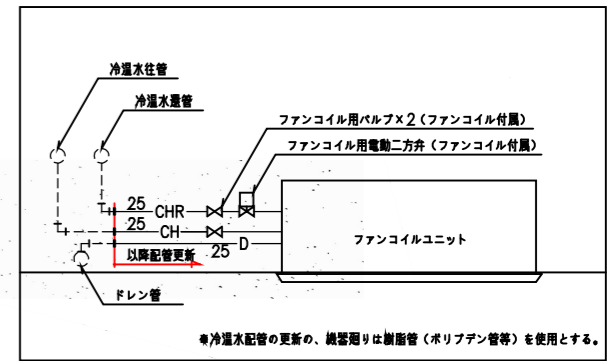 冷温水往管
冷温水還管
ファンコイル用バルブ×2（ファンコイル付属）
ファンコイル用電動二方弁（ファンコイル付属）
25 CHR
25 CH
25 D
以降配管更新
ファンコイルユニット
ドレン管
※冷温水配管の更新の、機器廻りは樹脂管（ポリブデン管等）を使用とする。